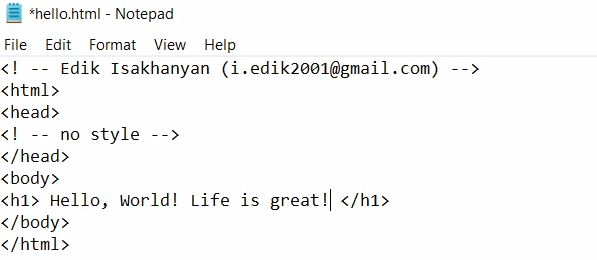 *hello.html - Notepad
File Edit Format View Help
<! -- Edik Isakhanyan (i.edik2001@gmail.com) -->
<html>
<head>
<! -- no style -->
</head>
<body>
<h1> Hello, World! Life is great! </h1>
</body>
</html>